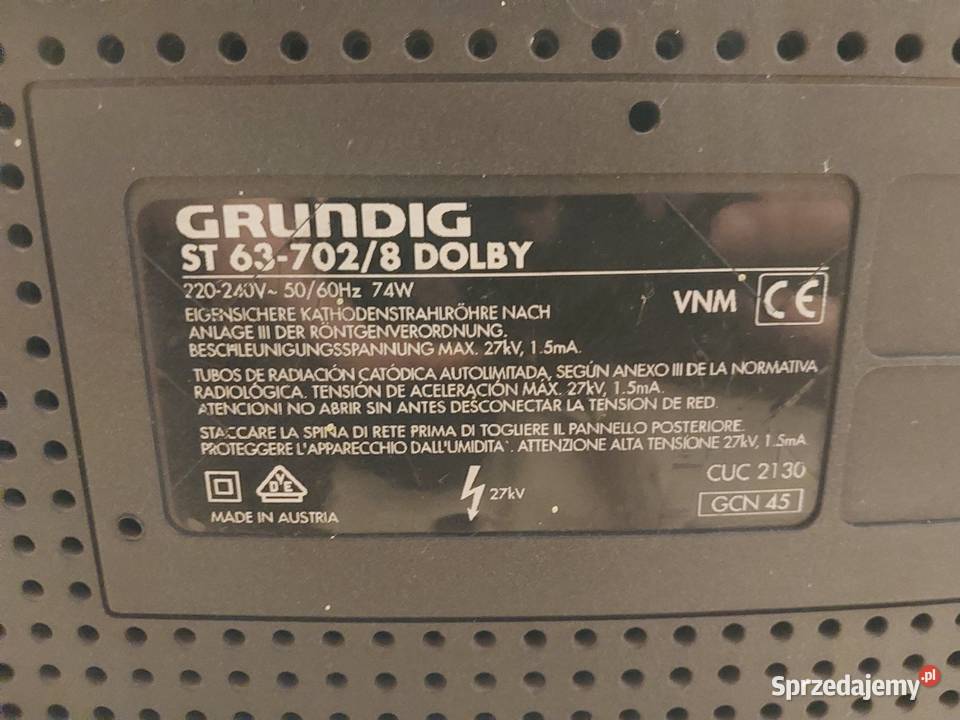 GRUNDIG
ST 63-702/8 DOLBY
220-240V~ 50/60Hz 74W
VNM CE
EIGENSICHERE KATHODENSTRAHLRÖHRE NACH
ANLAGE III DER RÖNTGENVERORDNUNG.
BESCHLEUNIGUNGSSPANNUNG MAX. 27kV, 1.5mA.
TUBOS DE RADIACIÓN CATÓDICA AUTOLIMITADA, SEGÚN ANEXO III DE LA NORMATIVA
RADIOLÓGICA. TENSIÓN DE ACELERACIÓN MÁX. 27kV, 1.5mA.
ATENCION! NO ABRIR SIN ANTES DESCONECTAR LA TENSION DE RED.
STACCARE LA SPINA DI RETE PRIMA DI TOGLIERE IL PANNELLO POSTERIORE.
PROTEGGERE L'APPARECCHIO DALL'UMIDITA`. ATTENZIONE ALTA TENSIONE 27kV, 1.5mA.
CUC 2130
DVE
27kV
GCN 45
MADE IN AUSTRIA
Sprzedajemy.pl